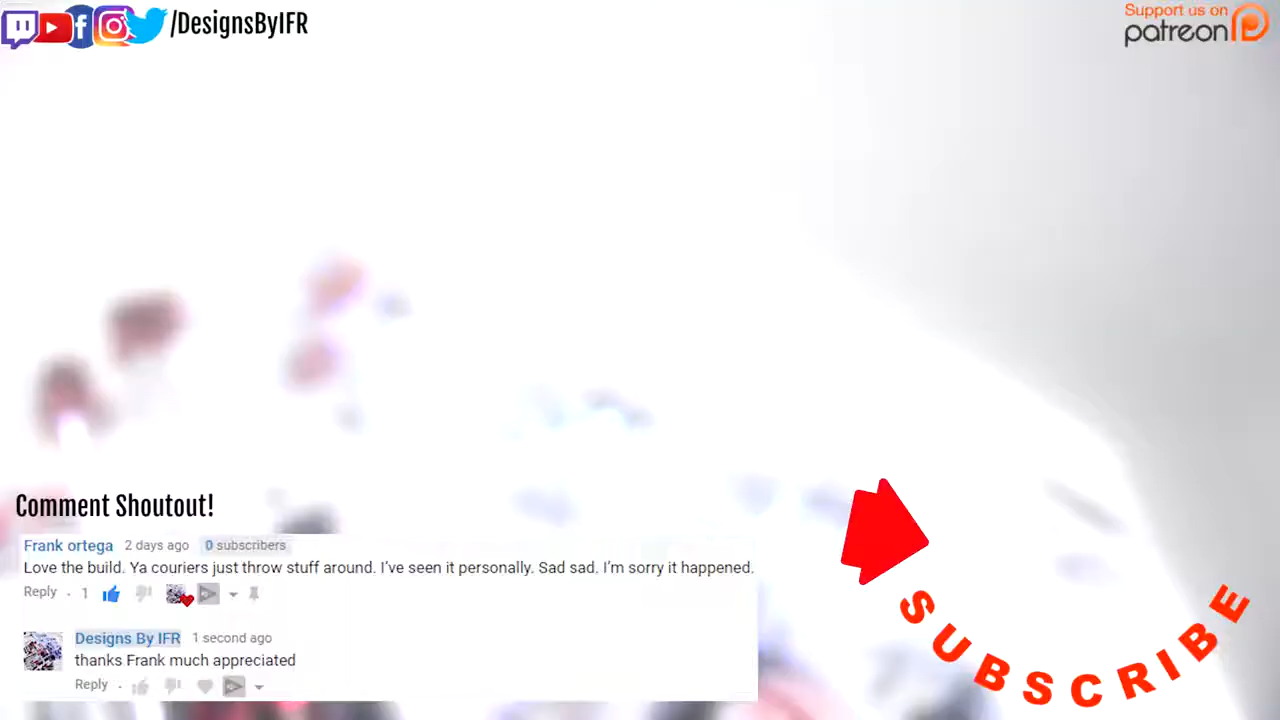 /DesignsByIFR
Support us on
patreon
Comment Shoutout!
Frank ortega 2 days ago 0 subscribers
Love the build. Ya couriers just throw stuff around. I've seen it personally. Sad sad. I'm sorry it happened.
Reply 1
Designs By IFR 1 second ago
thanks Frank much appreciated
Reply
SUBSCRIBE